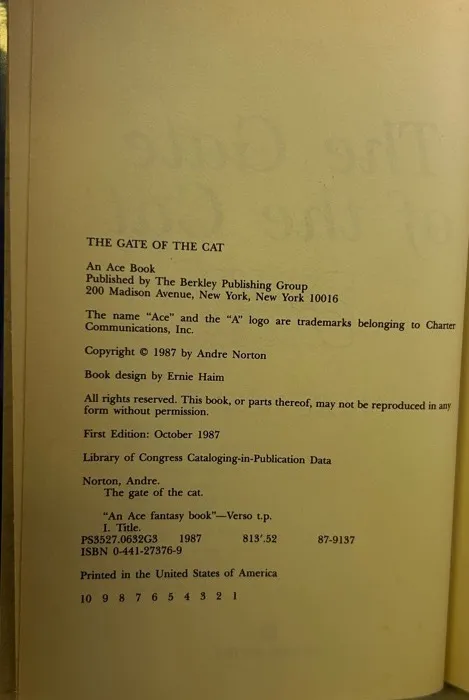 THE GATE OF THE CAT
An Ace Book
Published by The Berkley Publishing Group
200 Madison Avenue, New York, New York 10016
The name “Ace” and the “A” logo are trademarks belonging to Charter
Communications, Inc.
Copyright © 1987 by Andre Norton
Book design by Ernie Haim
All rights reserved. This book, or parts thereof, may not be reproduced in any
form without permission.
First Edition: October 1987
Library of Congress Cataloging-in-Publication Data
Norton, Andre.
The gate of the cat.
“An Ace fantasy book”—Verso t.p.
I. Title.
PS3527.0632G3 1987 813'.52 87-9137
ISBN 0-441-27376-9
Printed in the United States of America
10 9 8 7 6 5 4 3 2 1
The Gate
of the Cat